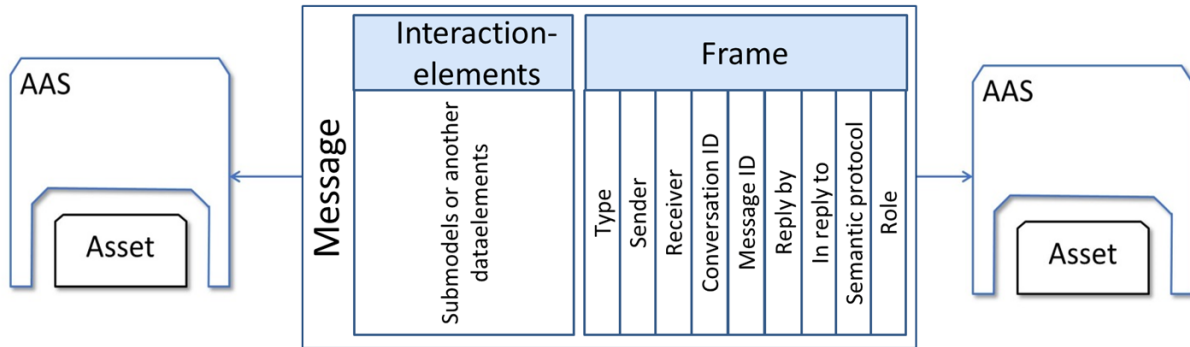 AAS
Asset
Message
Interaction-
elements
Submodels or another
dataelements
Frame
Type
Sender
Receiver
Conversation ID
Message ID
Reply by
In reply to
Semantic protocol
Role
AAS
Asset